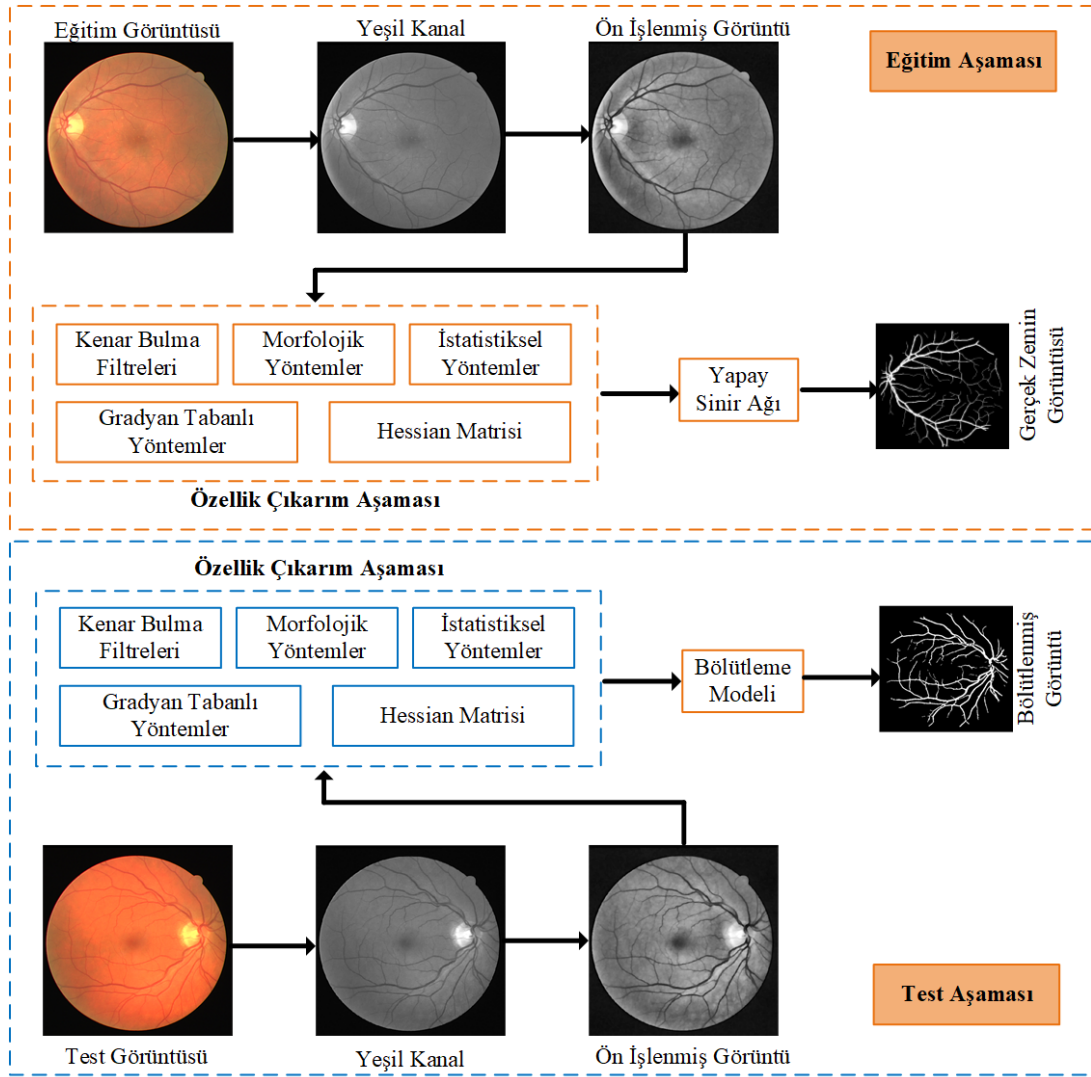 Eğitim Görüntüsü
Yeşil Kanal
Ön İşlenmiş Görüntü
Eğitim Aşaması
Kenar Bulma
Filtreleri
Morfolojik
Yöntemler
İstatistiksel
Yöntemler
Gradyan Tabanlı
Yöntemler
Hessian Matrisi
Yapay
Sinir Ağı
Gerçek Zemin
Görüntüsü
Özellik Çıkarım Aşaması
Özellik Çıkarım Aşaması
Kenar Bulma
Filtreleri
Morfolojik
Yöntemler
İstatistiksel
Yöntemler
Gradyan Tabanlı
Yöntemler
Hessian Matrisi
Bölütleme
Modeli
Bölütlenmiş
Görüntü
Test Aşaması
Test Görüntüsü
Yeşil Kanal
Ön İşlenmiş Görüntü